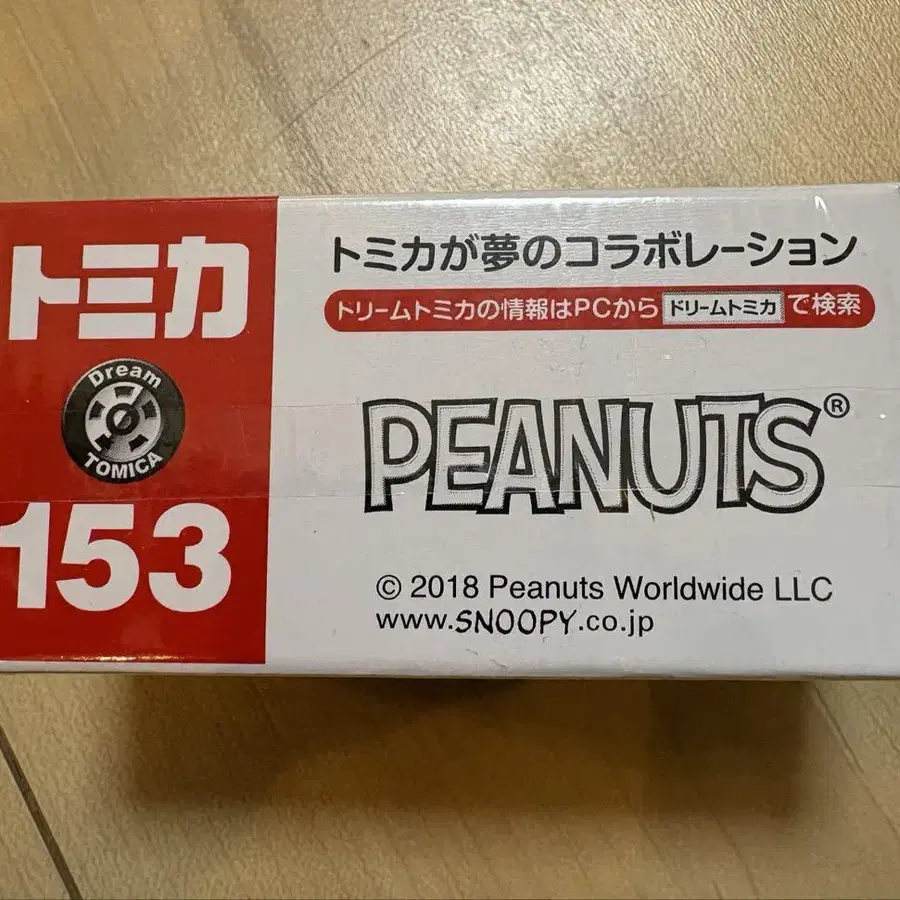 トミカ
Dream
TOMICA
153
トミカが夢のコラボレーション
ドリームトミカの情報はPCから ドリームトミカ で検索
PEANUTS®
© 2018 Peanuts Worldwide LLC
www.SNOOPY.co.jp